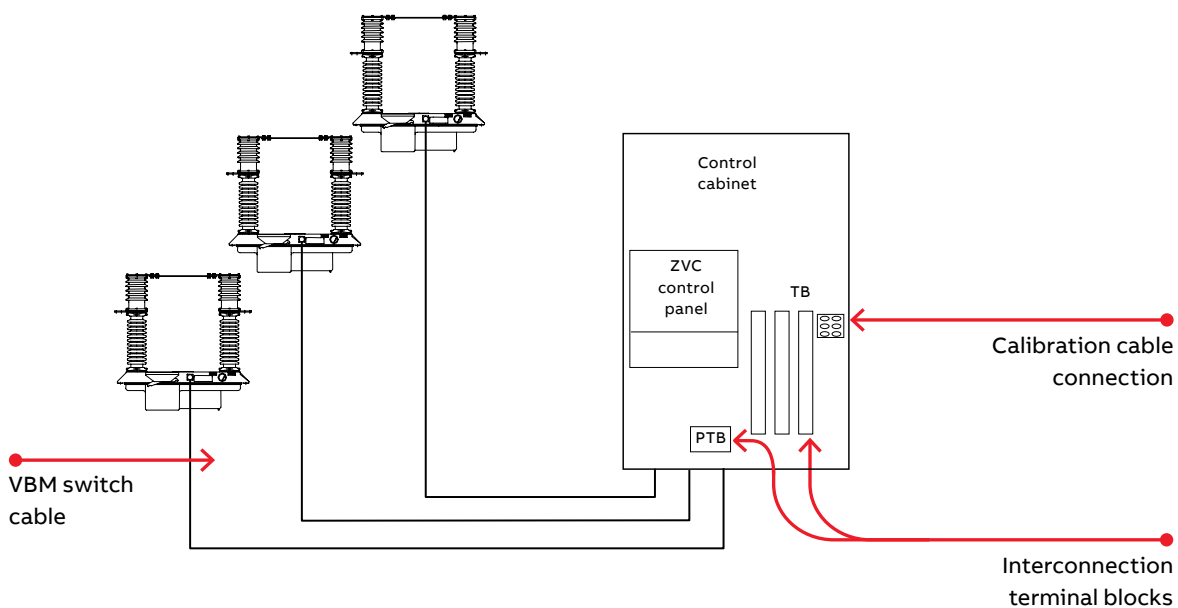 Control
cabinet
ZVC
control
panel
TB
Calibration cable
connection
PTB
VBM switch
cable
Interconnection
terminal blocks